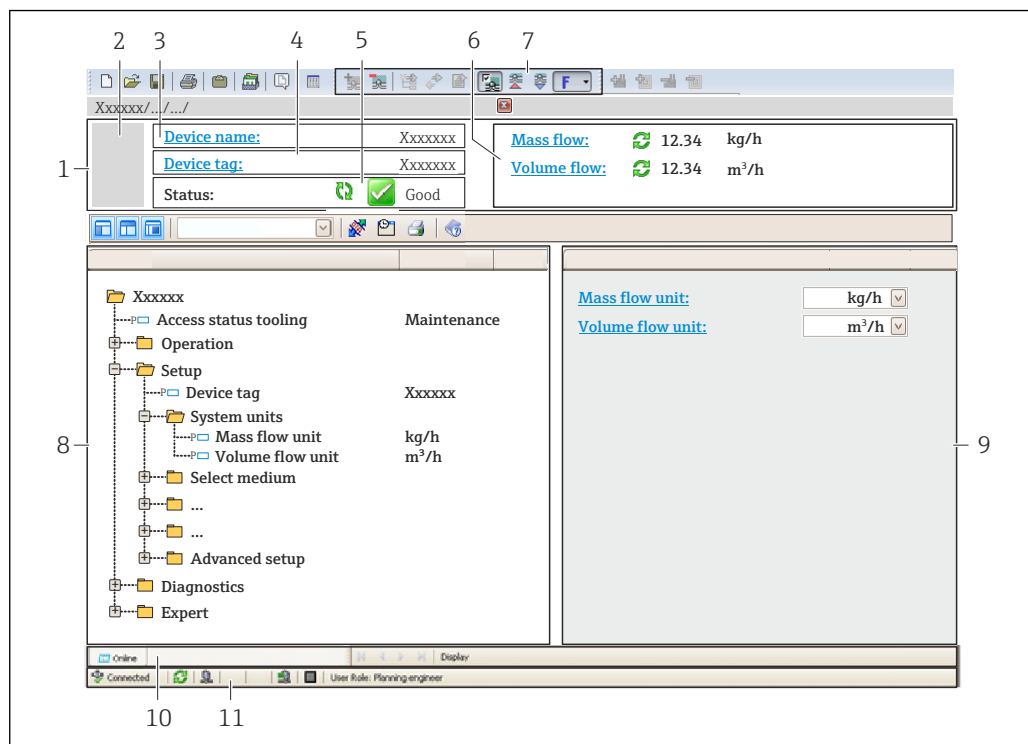 2 3 4 5 6 7
F
Xxxxxx/.../.../
1
Device name: Xxxxxxx
Device tag: Xxxxxxx
Status: Good
Mass flow: 12.34 kg/h
Volume flow: 12.34 m³/h
Xxxxxx
P Access status tooling Maintenance
Operation
Setup
P Device tag Xxxxxx
System units
P Mass flow unit kg/h
P Volume flow unit m³/h
Select medium
...
...
Advanced setup
Diagnostics
Expert
8
Mass flow unit: kg/h
Volume flow unit: m³/h
9
Online Display
Connected User Role: Planning engineer
10 11